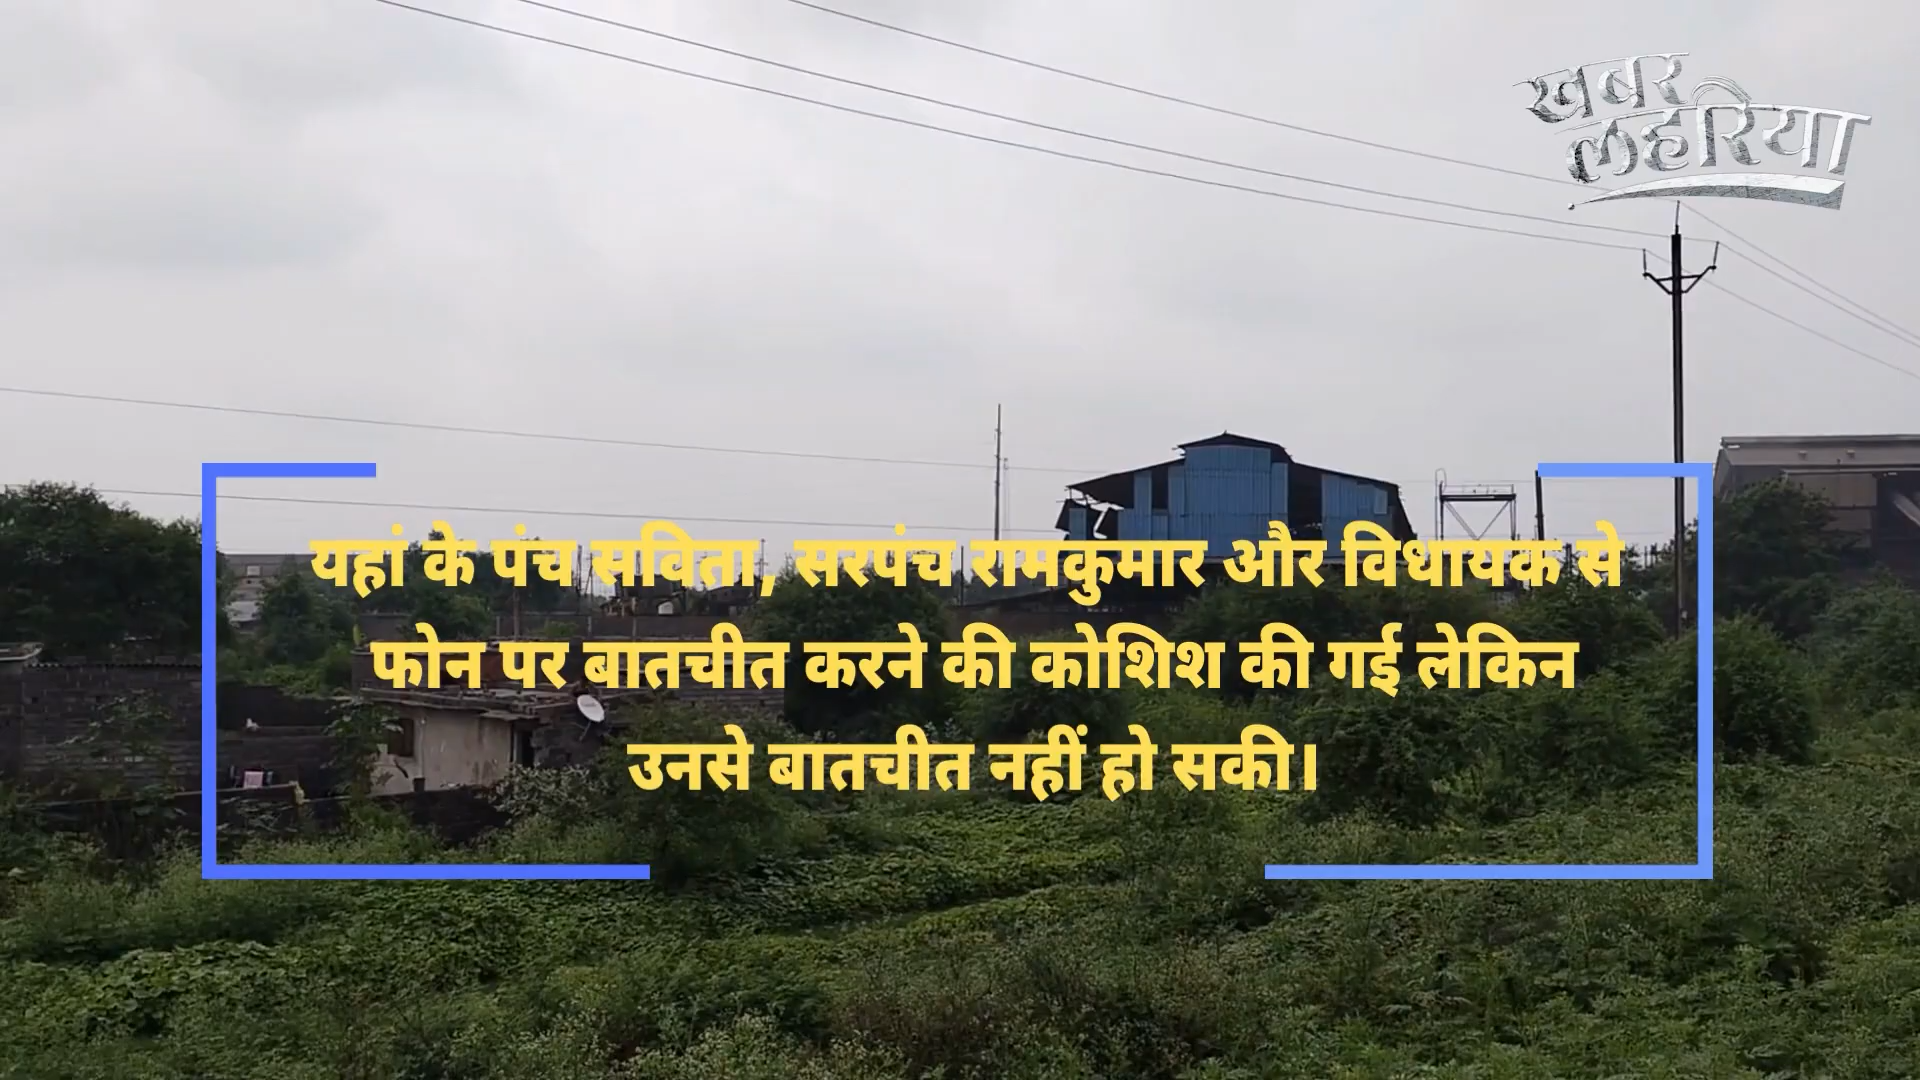 खबर
लहरिया
यहां के पंच सविता, सरपंच रामकुमार और विधायक से
फोन पर बातचीत करने की कोशिश की गई लेकिन
उनसे बातचीत नहीं हो सकी।